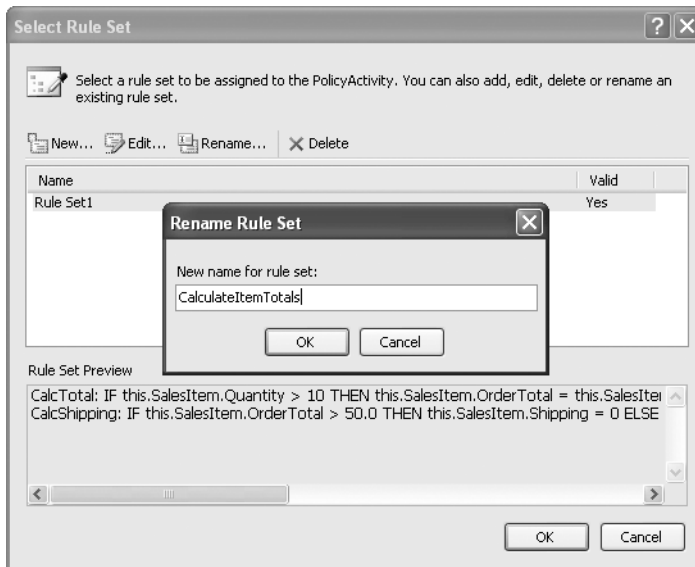 Select Rule Set
Select a rule set to be assigned to the PolicyActivity. You can also add, edit, delete or rename an
existing rule set.
New... Edit... Rename... Delete
Name Valid
Rule Set1 Yes
Rename Rule Set
New name for rule set:
CalculateItemTotals
OK Cancel
Rule Set Preview
CalcTotal: IF this.SalesItem.Quantity > 10 THEN this.SalesItem.OrderTotal = this.SalesIter
CalcShipping: IF this.SalesItem.OrderTotal > 50.0 THEN this.SalesItem.Shipping = 0 ELSE
OK Cancel